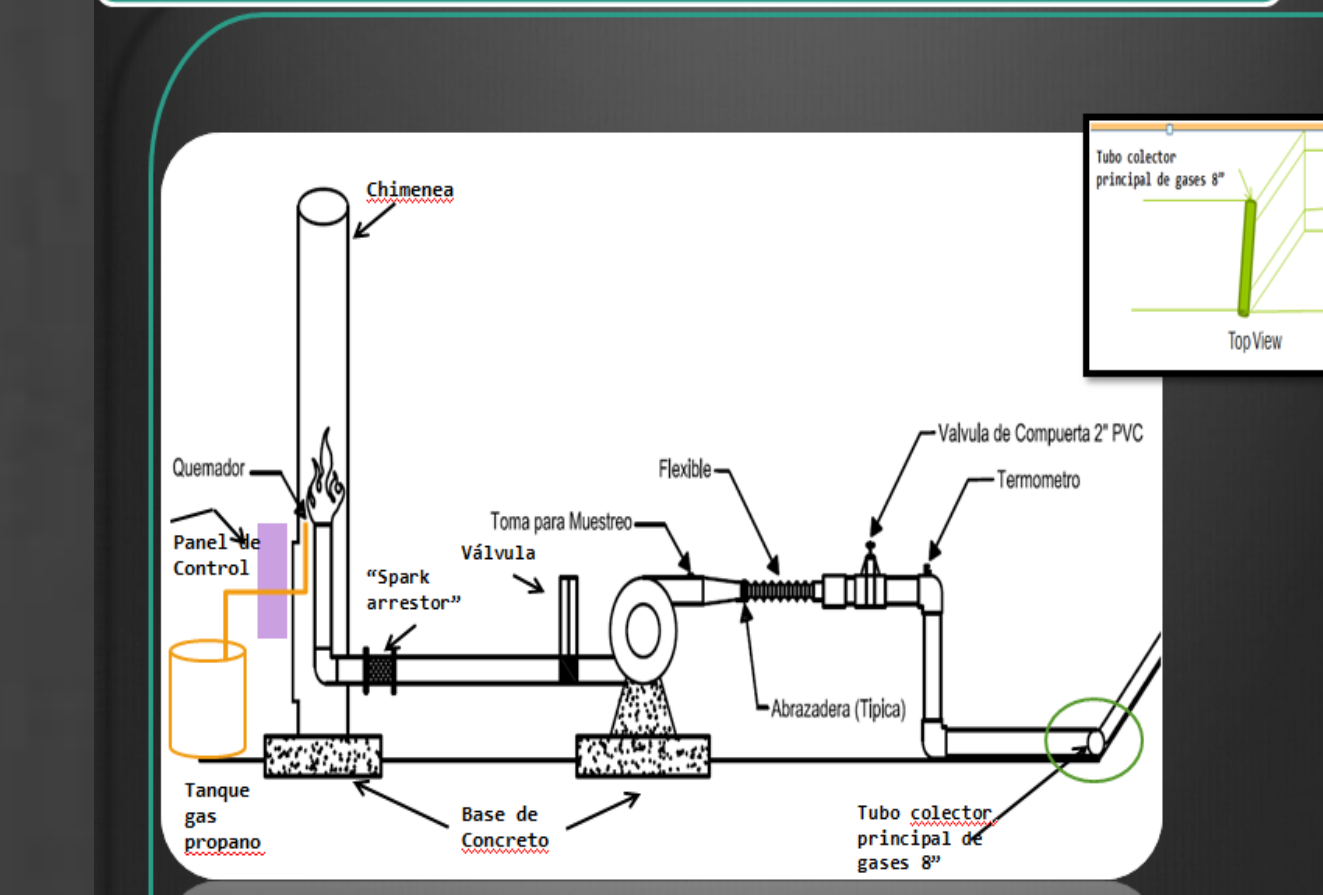 Tubo colector
principal de gases 8”
Top View
Chimenea
Valvula de Compuerta 2" PVC
Quemador
Flexible
Termometro
Toma para Muestreo
Panel de
Control
Válvula
“Spark
arrestor”
Abrazadera (Tipica)
Tanque
gas
propano
Base de
Concreto
Tubo colector
principal de
gases 8”